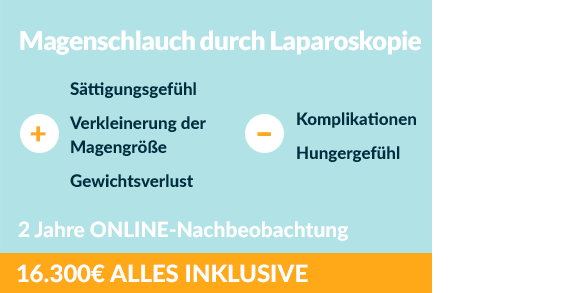 Magenschlauch durch Laparoskopie
+
Sättigungsgefühl
Verkleinerung der
Magengröße
Gewichtsverlust
–
Komplikationen
Hungergefühl
2 Jahre ONLINE-Nachbeobachtung
16.300€ ALLES INKLUSIVE